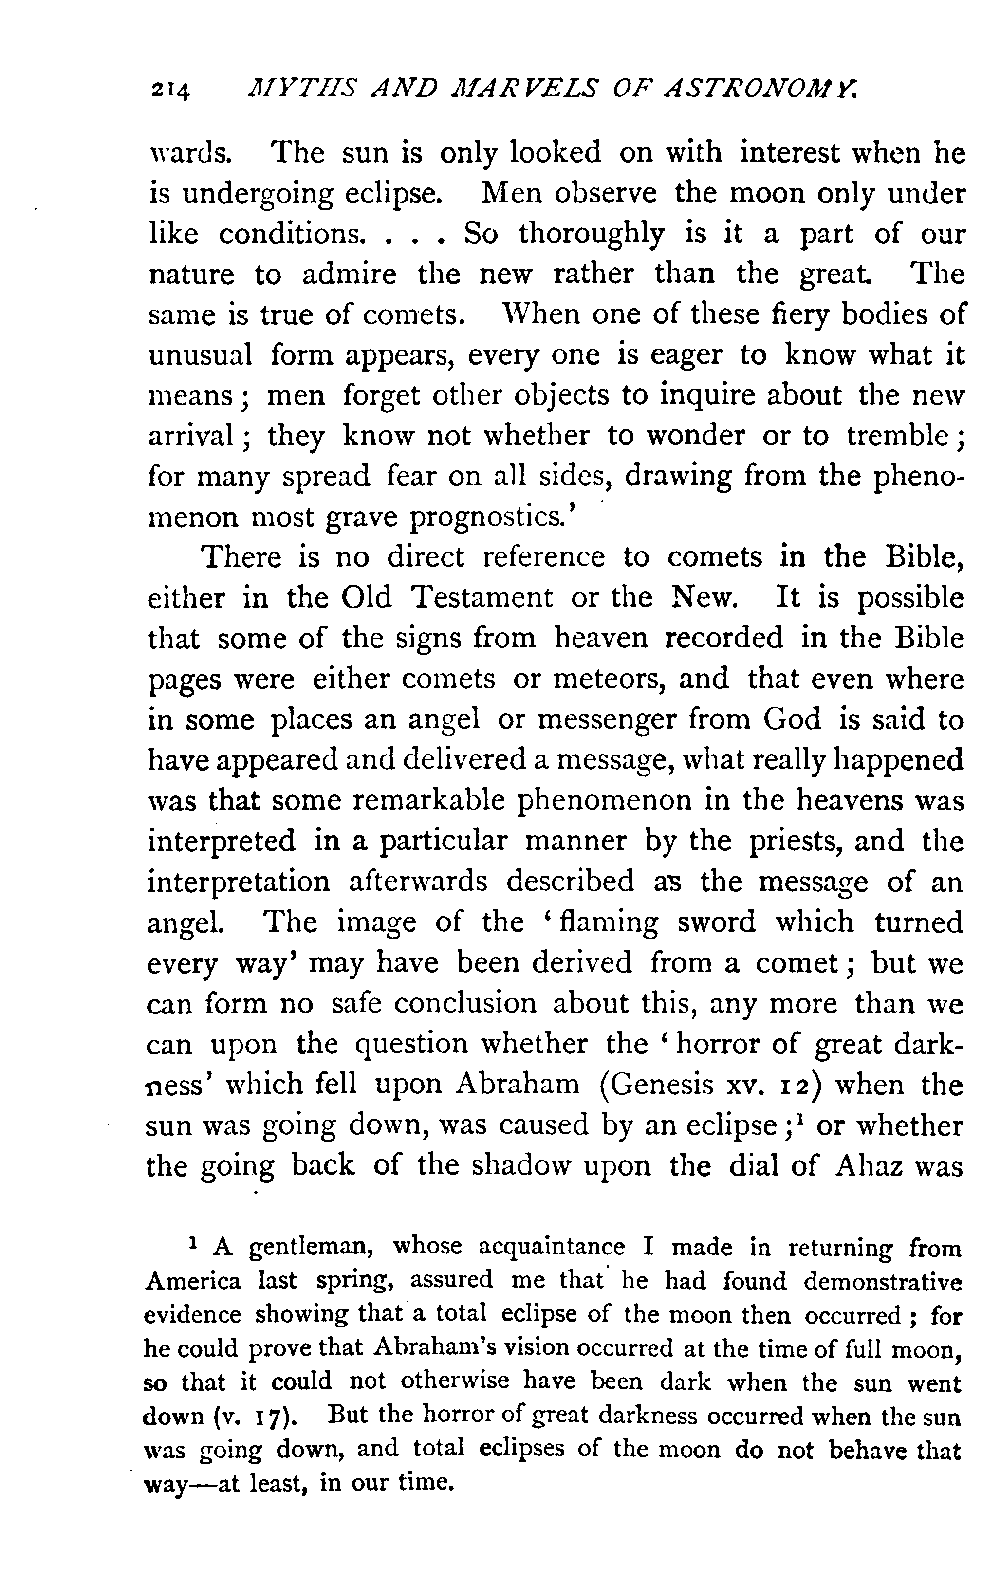 214 MYTHS AND MARVELS OF ASTRONOMY.
wards. The sun is only looked on with interest when he
is undergoing eclipse. Men observe the moon only under
like conditions. . . . So thoroughly is it a part of our
nature to admire the new rather than the great. The
same is true of comets. When one of these fiery bodies of
unusual form appears, every one is eager to know what it
means ; men forget other objects to inquire about the new
arrival ; they know not whether to wonder or to tremble ;
for many spread fear on all sides, drawing from the pheno-
menon most grave prognostics.’
There is no direct reference to comets in the Bible,
either in the Old Testament or the New. It is possible
that some of the signs from heaven recorded in the Bible
pages were either comets or meteors, and that even where
in some places an angel or messenger from God is said to
have appeared and delivered a message, what really happened
was that some remarkable phenomenon in the heavens was
interpreted in a particular manner by the priests, and the
interpretation afterwards described as the message of an
angel. The image of the ‘ flaming sword which turned
every way’ may have been derived from a comet ; but we
can form no safe conclusion about this, any more than we
can upon the question whether the ‘ horror of great dark-
ness’ which fell upon Abraham (Genesis xv. 12) when the
sun was going down, was caused by an eclipse ;¹ or whether
the going back of the shadow upon the dial of Ahaz was
¹ A gentleman, whose acquaintance I made in returning from
America last spring, assured me that he had found demonstrative
evidence showing that a total eclipse of the moon then occurred ; for
he could prove that Abraham’s vision occurred at the time of full moon,
so that it could not otherwise have been dark when the sun went
down (v. 17). But the horror of great darkness occurred when the sun
was going down, and total eclipses of the moon do not behave that
way—at least, in our time.